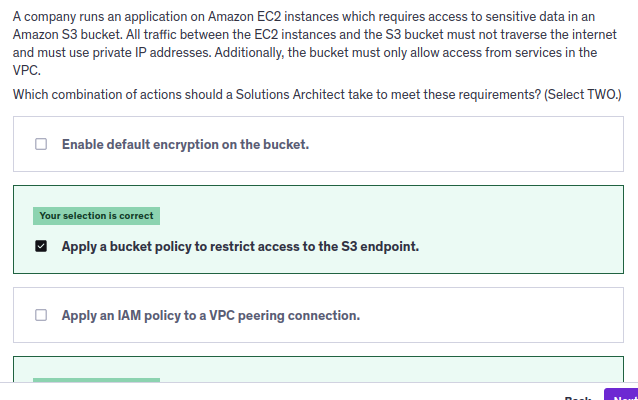 A company runs an application on Amazon EC2 instances which requires access to sensitive data in an
Amazon S3 bucket. All traffic between the EC2 instances and the S3 bucket must not traverse the internet
and must use private IP addresses. Additionally, the bucket must only allow access from services in the
VPC.
Which combination of actions should a Solutions Architect take to meet these requirements? (Select TWO.)
Enable default encryption on the bucket.
Your selection is correct
Apply a bucket policy to restrict access to the S3 endpoint.
Apply an IAM policy to a VPC peering connection.